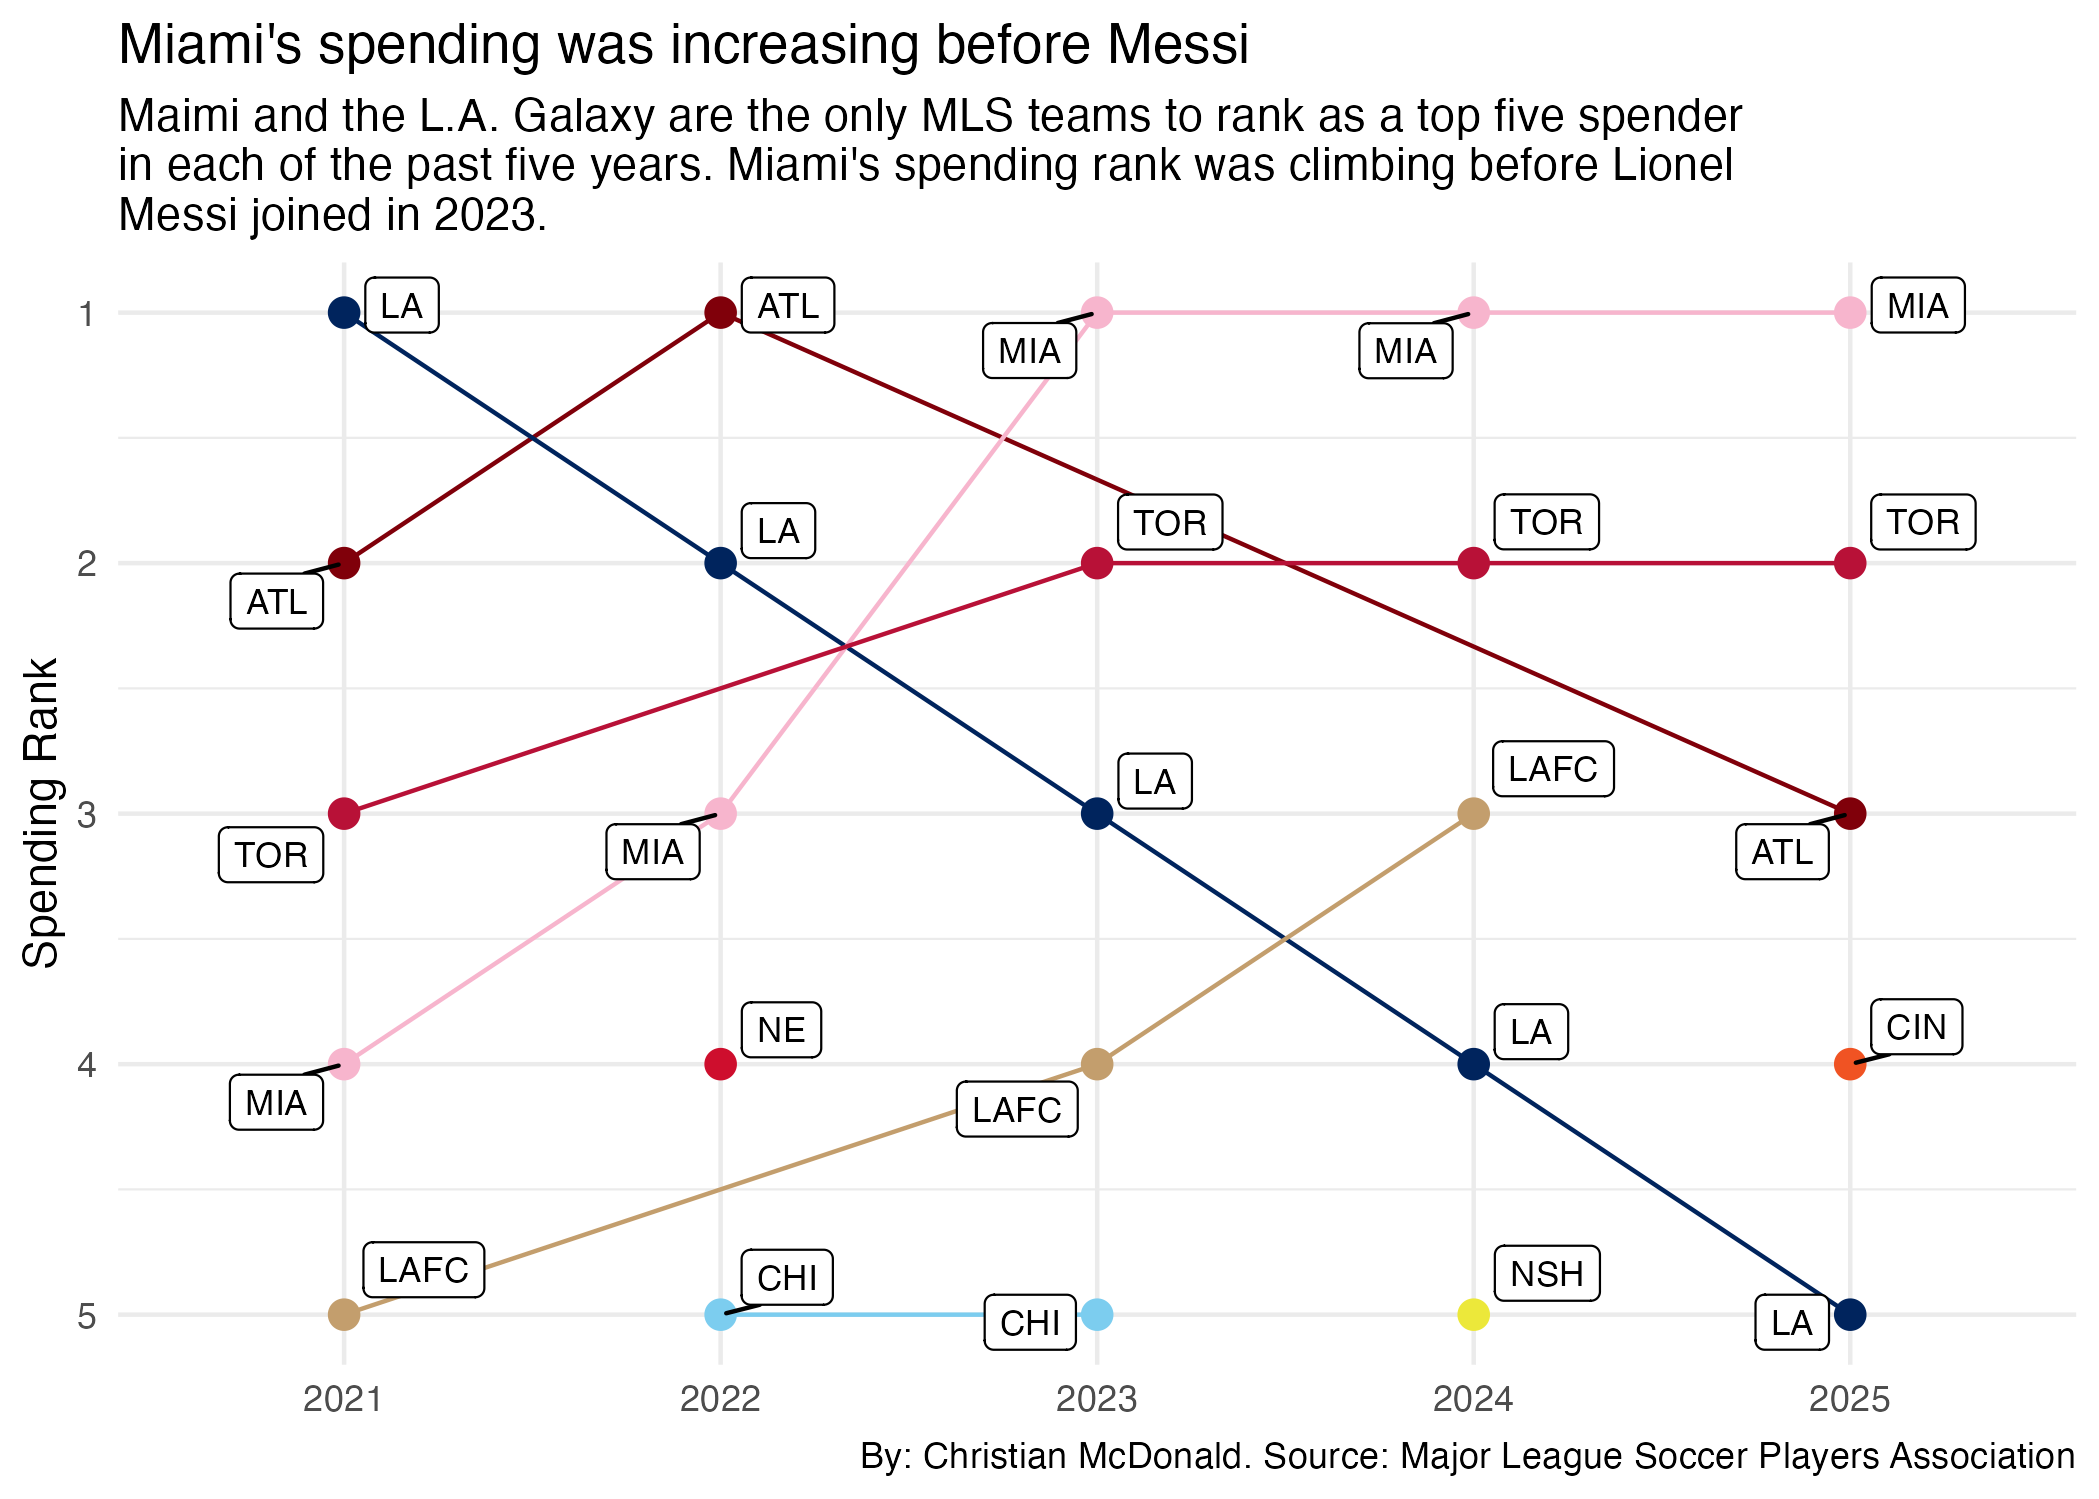 Miami's spending was increasing before Messi
Maimi and the L.A. Galaxy are the only MLS teams to rank as a top five spender
in each of the past five years. Miami's spending rank was climbing before Lionel
Messi joined in 2023.
Spending Rank
1
LA
ATL
MIA
MIA
MIA
2
ATL
LA
TOR
TOR
TOR
3
TOR
MIA
LA
LAFC
ATL
4
MIA
NE
LAFC
LA
CIN
5
LAFC
CHI
CHI
NSH
LA
2021
2022
2023
2024
2025
By: Christian McDonald. Source: Major League Soccer Players Association